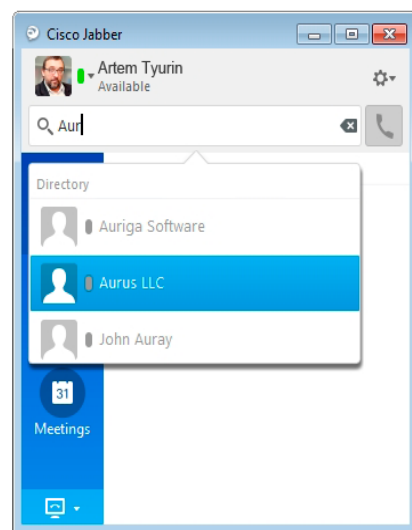 Cisco Jabber
Artem Tyurin
Available
Aur
Directory
Auriga Software
Aurus LLC
John Auray
31
Meetings